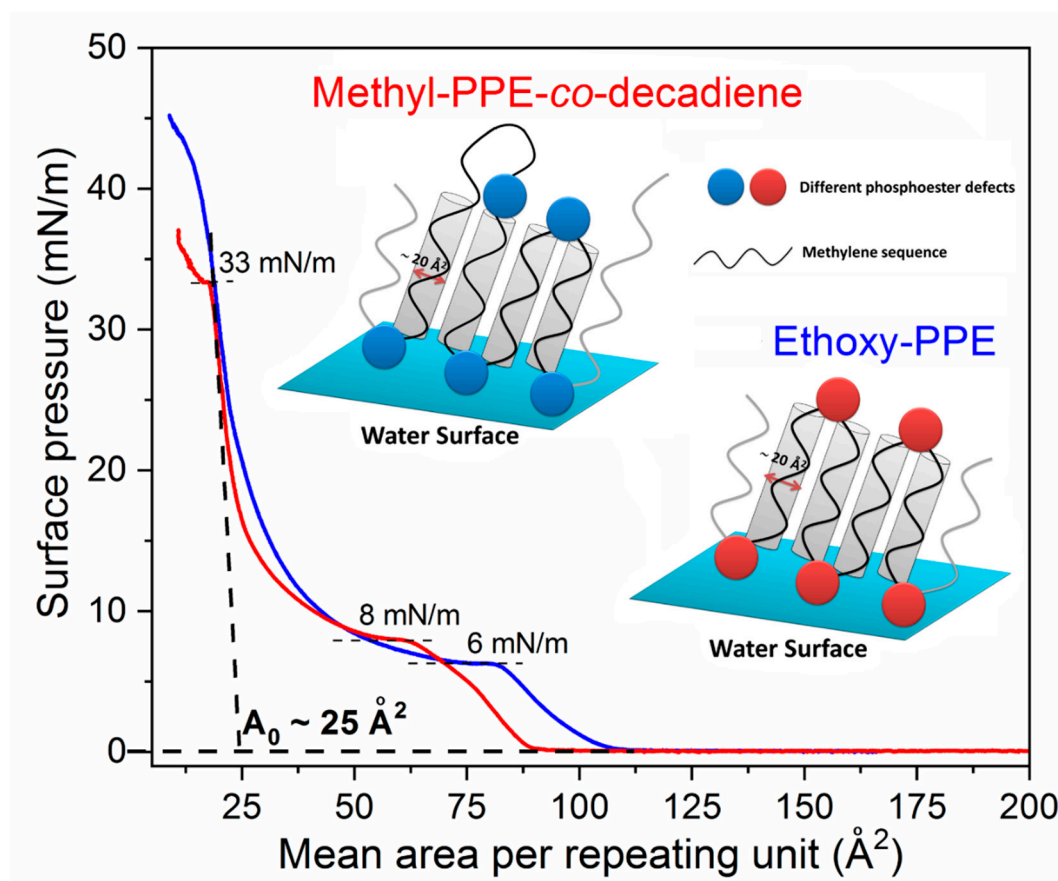 Surface pressure (mN/m)
50
40
30
20
10
0
Methyl-PPE-co-decadiene
33 mN/m
~ 20 Å²
Water Surface
Different phosphoester defects
Methylene sequence
Ethoxy-PPE
~ 20 Å²
Water Surface
8 mN/m
6 mN/m
A₀ ~ 25 Å²
25 50 75 100 125 150 175 200
Mean area per repeating unit (Å²)